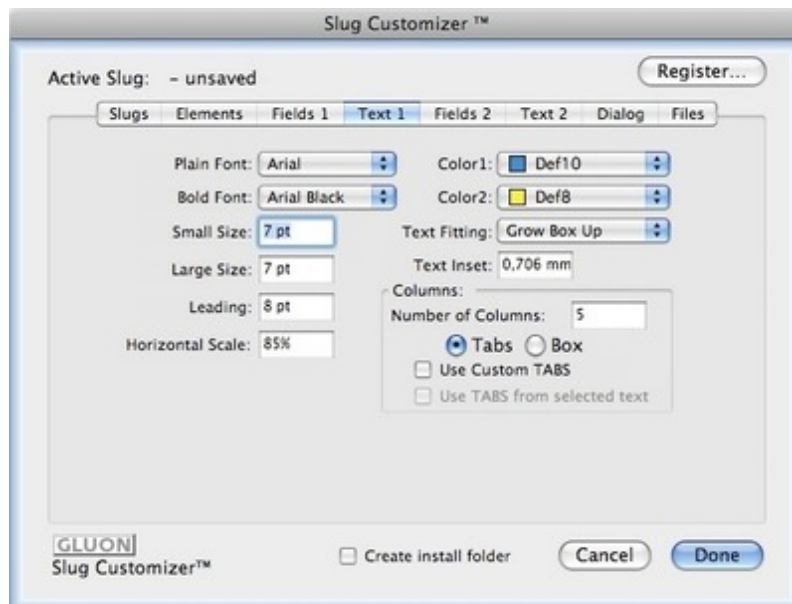 Slug Customizer ™
Active Slug: - unsaved
Register...
Slugs Elements Fields 1 Text 1 Fields 2 Text 2 Dialog Files
Plain Font: Arial Color1: Def10
Bold Font: Arial Black Color2: Def8
Small Size: 7 pt Text Fitting: Grow Box Up
Large Size: 7 pt Text Inset: 0,706 mm
Columns:
Leading: 8 pt Number of Columns: 5
Horizontal Scale: 85% Tabs Box
Use Custom TABS
Use TABS from selected text
GLUON
Slug Customizer™ Create install folder Cancel Done